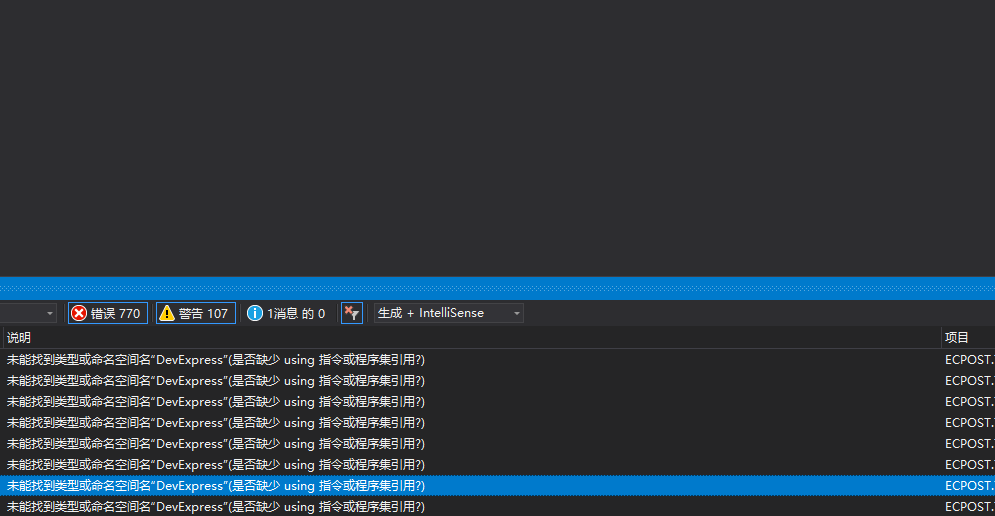 错误 770 警告 107 1消息 的 0 生成 + IntelliSense
说明 项目
未能找到类型或命名空间名“DevExpress”(是否缺少 using 指令或程序集引用?) ECPOST.
未能找到类型或命名空间名“DevExpress”(是否缺少 using 指令或程序集引用?) ECPOST.
未能找到类型或命名空间名“DevExpress”(是否缺少 using 指令或程序集引用?) ECPOST.
未能找到类型或命名空间名“DevExpress”(是否缺少 using 指令或程序集引用?) ECPOST.
未能找到类型或命名空间名“DevExpress”(是否缺少 using 指令或程序集引用?) ECPOST.
未能找到类型或命名空间名“DevExpress”(是否缺少 using 指令或程序集引用?) ECPOST.
未能找到类型或命名空间名“DevExpress”(是否缺少 using 指令或程序集引用?) ECPOST.
未能找到类型或命名空间名“DevExpress”(是否缺少 using 指令或程序集引用?) ECPOST.